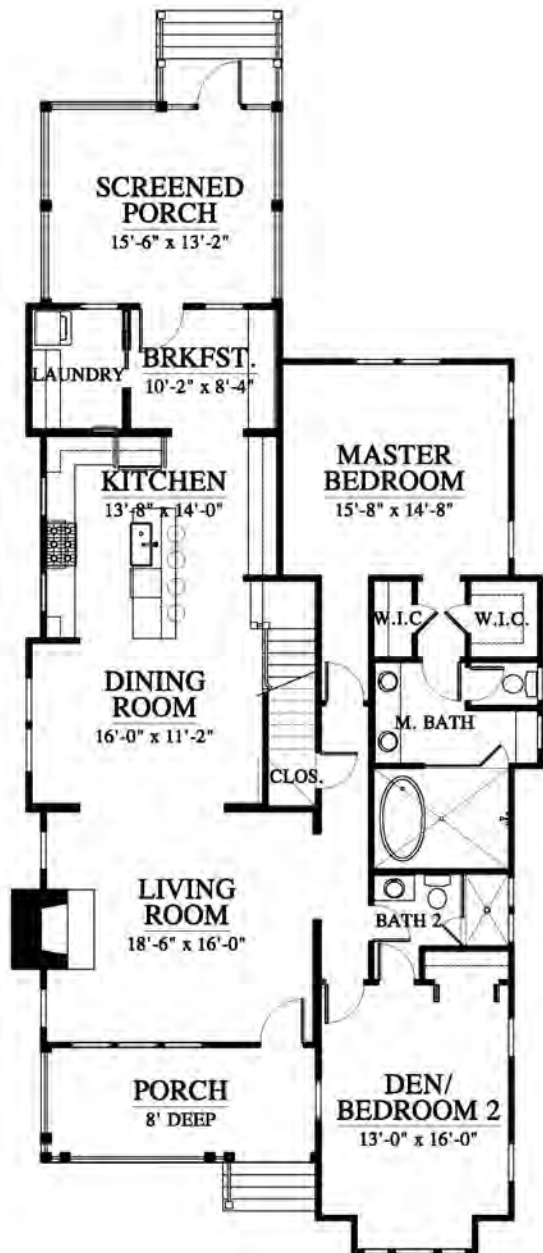 SCREENED
PORCH
15'-6" x 13'-2"
LAUNDRY
BRKFST.
10'-2" x 8'-4"
KITCHEN
13'-8" x 14'-0"
MASTER
BEDROOM
15'-8" x 14'-8"
W.I.C
W.I.C.
DINING
ROOM
16'-0" x 11'-2"
M. BATH
CLOS.
LIVING
ROOM
18'-6" x 16'-0"
BATH 2
PORCH
8' DEEP
DEN/
BEDROOM 2
13'-0" x 16'-0"